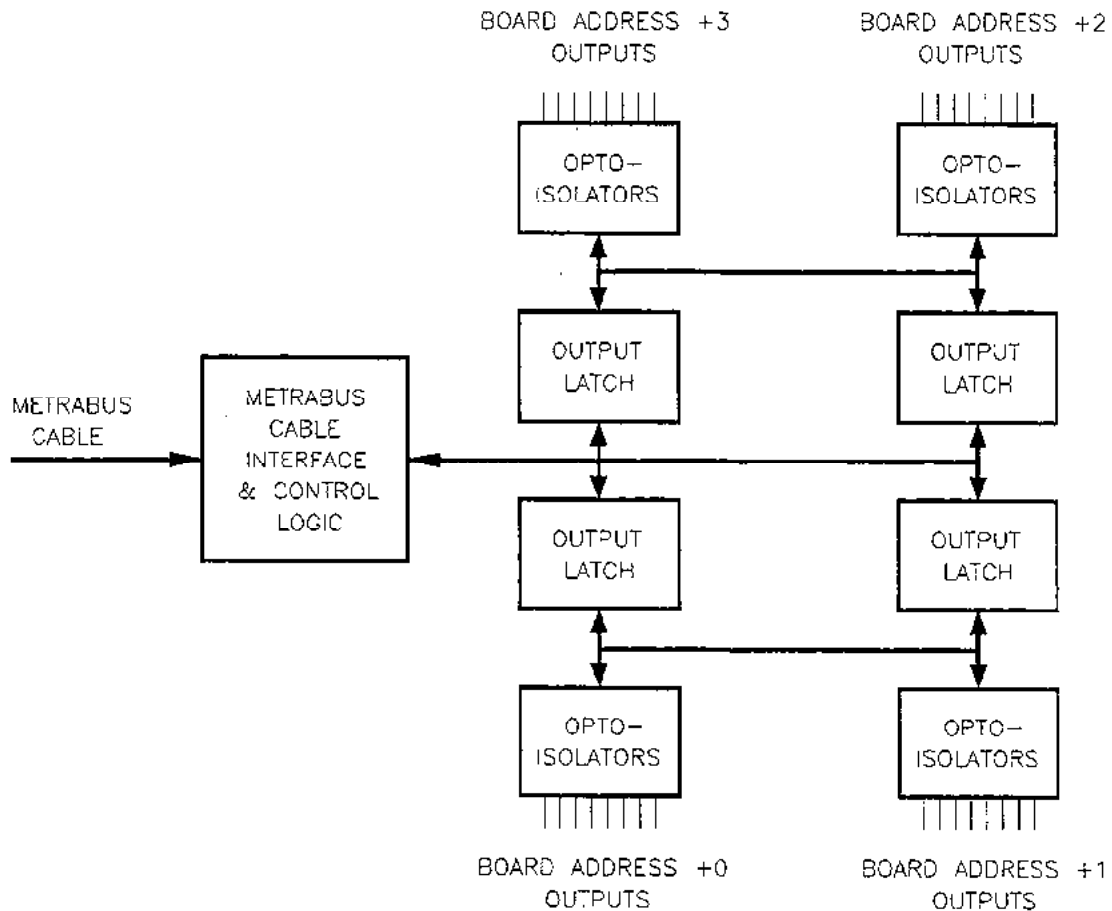 BOARD ADDRESS +3
OUTPUTS
BOARD ADDRESS +2
OUTPUTS
OPTO-
ISOLATORS
OPTO-
ISOLATORS
OUTPUT
LATCH
OUTPUT
LATCH
METRABUS
CABLE
METRABUS
CABLE
INTERFACE
& CONTROL
LOGIC
OUTPUT
LATCH
OUTPUT
LATCH
OPTO-
ISOLATORS
OPTO-
ISOLATORS
BOARD ADDRESS +0
OUTPUTS
BOARD ADDRESS +1
OUTPUTS